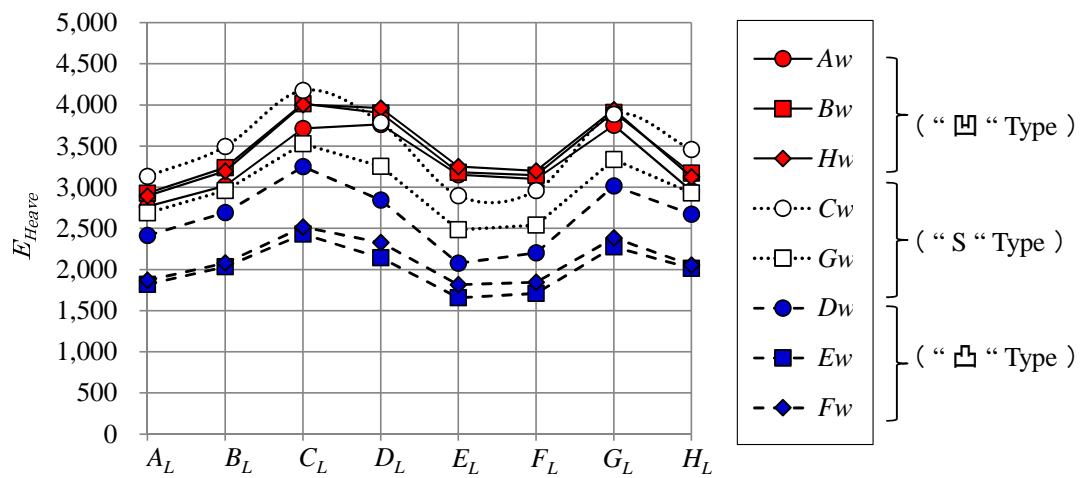 5,000
4,500
4,000
3,500
3,000
2,500
2,000
1,500
1,000
500
0
E_Heave
A_L B_L C_L D_L E_L F_L G_L H_L
Aw
Bw
Hw
Cw
Gw
Dw
Ew
Fw
( “ 凹 “ Type )
( “ S “ Type )
( “ 凸 “ Type )